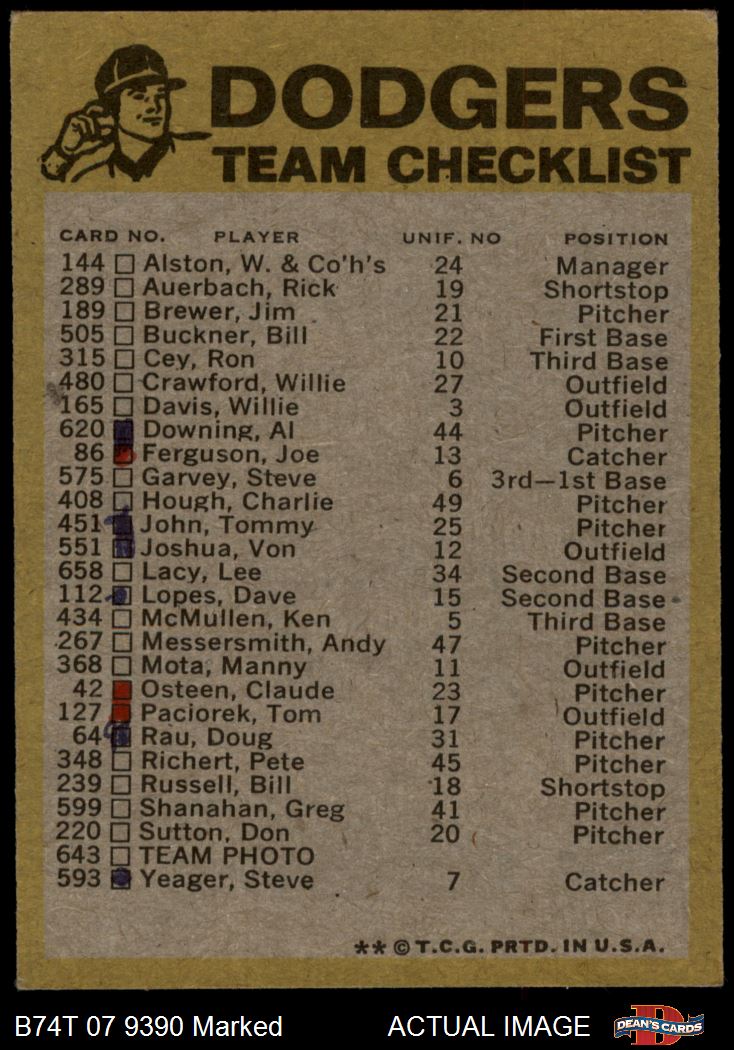 DODGERS
TEAM CHECKLIST
CARD NO. PLAYER UNIF. NO POSITION
144 Alston, W. & Co'h's 24 Manager
289 Auerbach, Rick 19 Shortstop
189 Brewer, Jim 21 Pitcher
505 Buckner, Bill 22 First Base
315 Cey, Ron 10 Third Base
480 Crawford, Willie 27 Outfield
165 Davis, Willie 3 Outfield
620 Downing, Al 44 Pitcher
86 Ferguson, Joe 13 Catcher
575 Garvey, Steve 6 3rd—1st Base
408 Hough, Charlie 49 Pitcher
451 John, Tommy 25 Pitcher
551 Joshua, Von 12 Outfield
658 Lacy, Lee 34 Second Base
112 Lopes, Dave 15 Second Base
434 McMullen, Ken 5 Third Base
267 Messersmith, Andy 47 Pitcher
368 Mota, Manny 11 Outfield
42 Osteen, Claude 23 Pitcher
127 Paciorek, Tom 17 Outfield
64 Rau, Doug 31 Pitcher
348 Richert, Pete 45 Pitcher
239 Russell, Bill 18 Shortstop
599 Shanahan, Greg 41 Pitcher
220 Sutton, Don 20 Pitcher
643 TEAM PHOTO
593 Yeager, Steve 7 Catcher
** © T.C.G. PRTD. IN U.S.A.
B74T 07 9390 Marked ACTUAL IMAGE DEAN'S CARDS